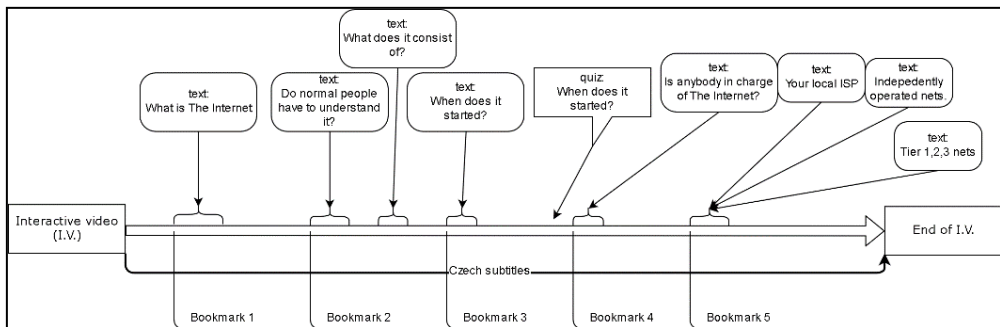 text:
What is The Internet
text:
Do normal people
have to understand
it?
text:
What does it consist
of?
text:
When does it
started?
quiz:
When does it
started?
text:
Is anybody in charge
of The Internet?
text:
Your local ISP
text:
Indepedently
operated nets.
text:
Tier 1,2,3 nets
Interactive video
(I.V.)
End of I.V.
Czech subtitles
Bookmark 1
Bookmark 2
Bookmark 3
Bookmark 4
Bookmark 5